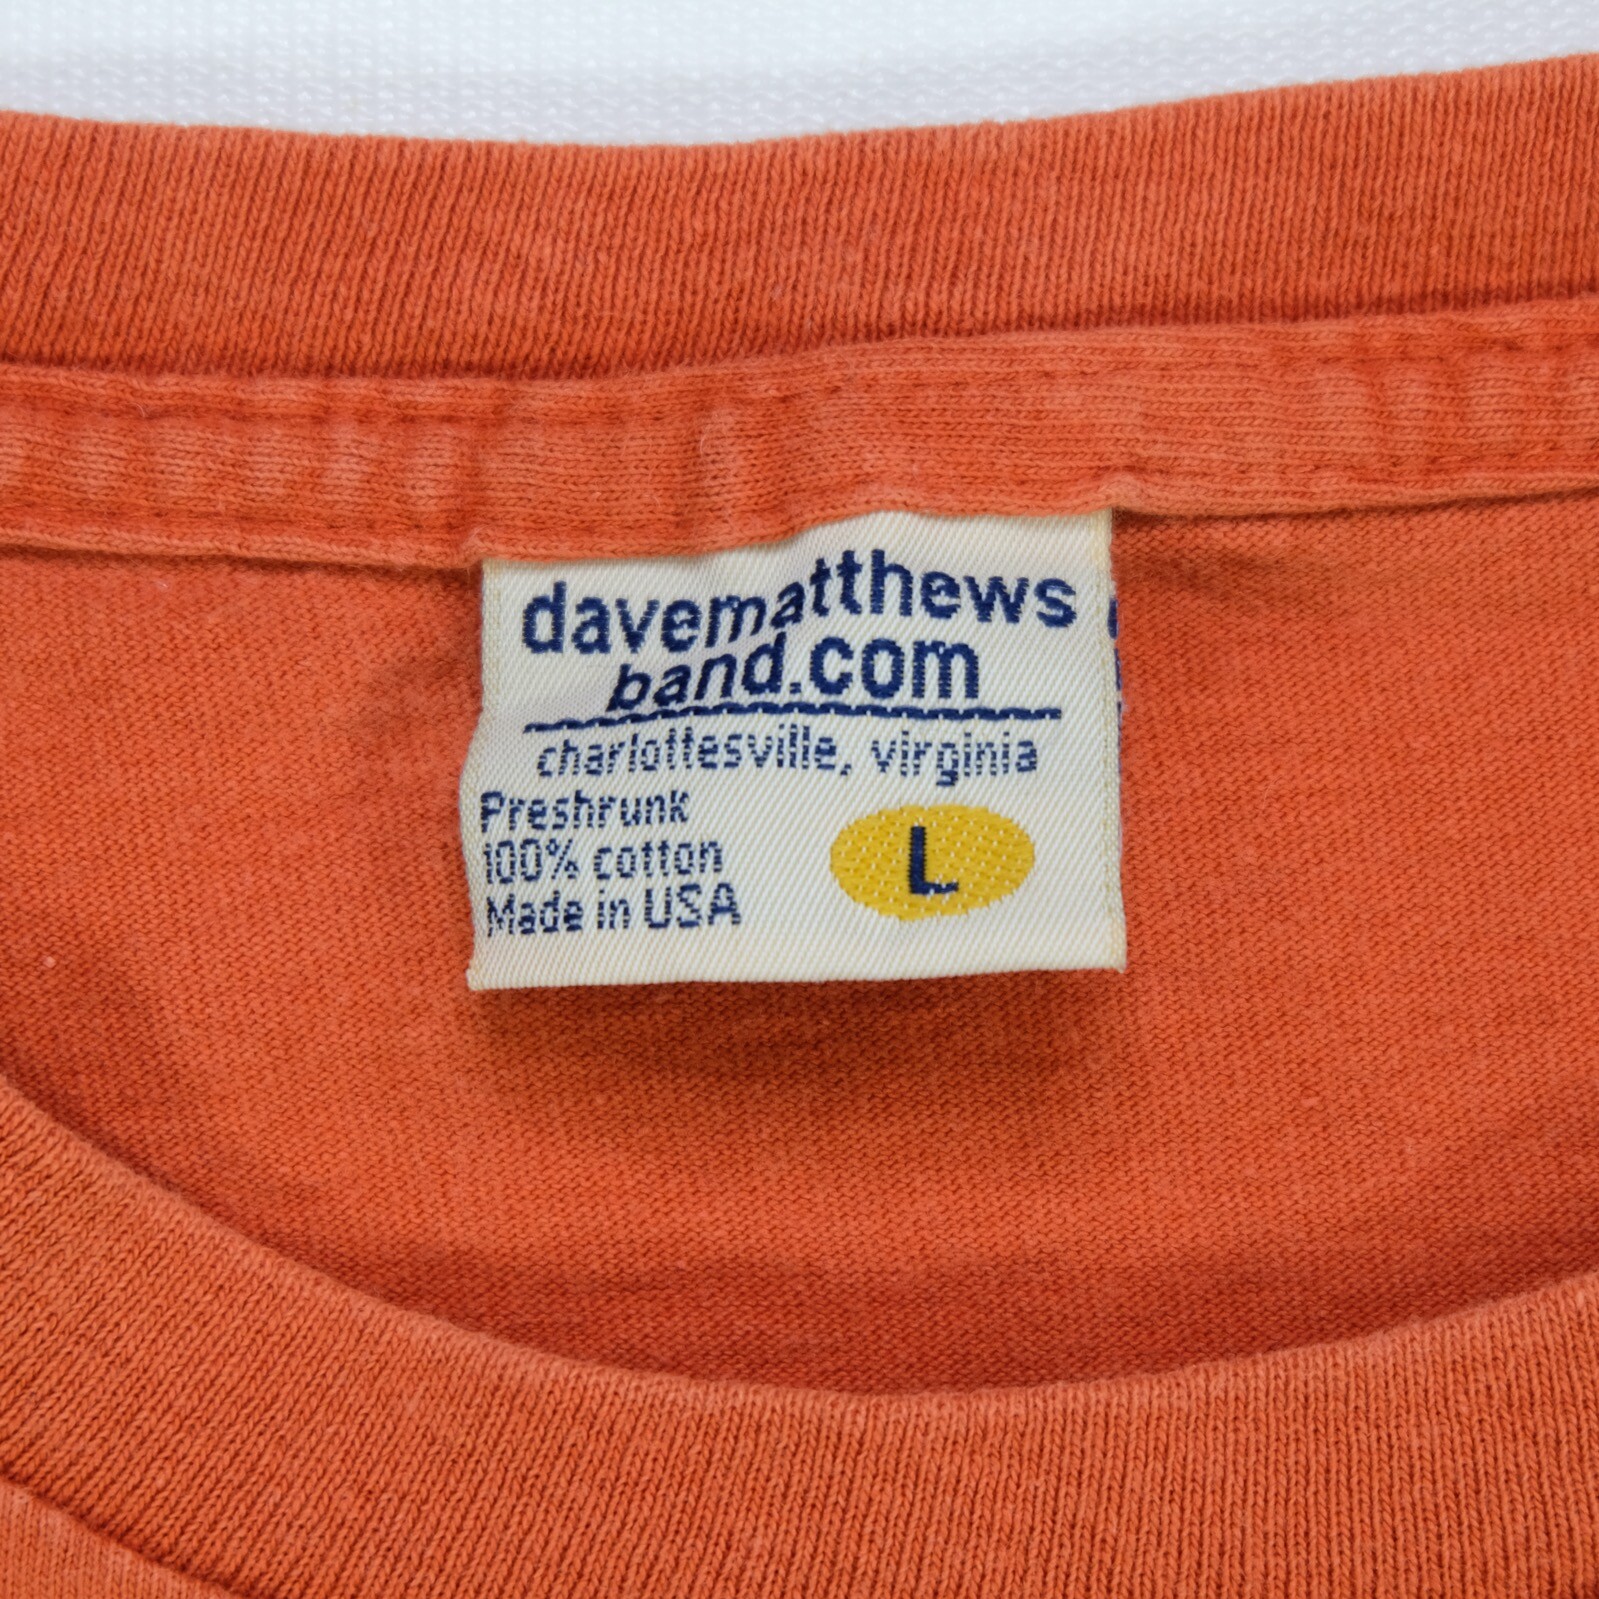 davematthews
band.com
charlottesville, virginia
Preshrunk
100% cotton
Made in USA
L